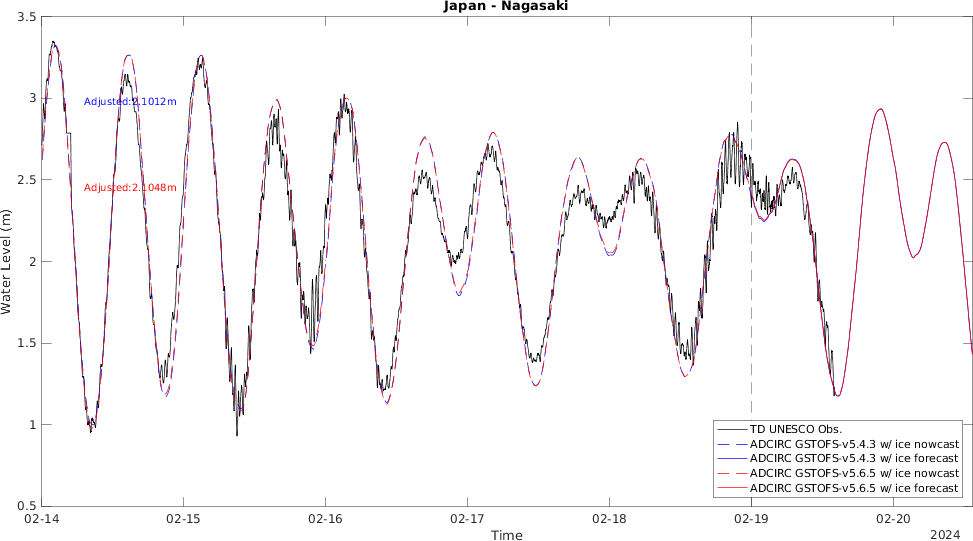 Japan - Nagasaki
3.5
3
2.5
2
1.5
1
0.5
Water Level (m)
Adjusted:2.1012m
Adjusted:2.1048m
TD UNESCO Obs.
ADCIRC GSTOFS-v5.4.3 w/ ice nowcast
ADCIRC GSTOFS-v5.4.3 w/ ice forecast
ADCIRC GSTOFS-v5.6.5 w/ ice nowcast
ADCIRC GSTOFS-v5.6.5 w/ ice forecast
02-14 02-15 02-16 02-17 02-18 02-19 02-20
Time
2024